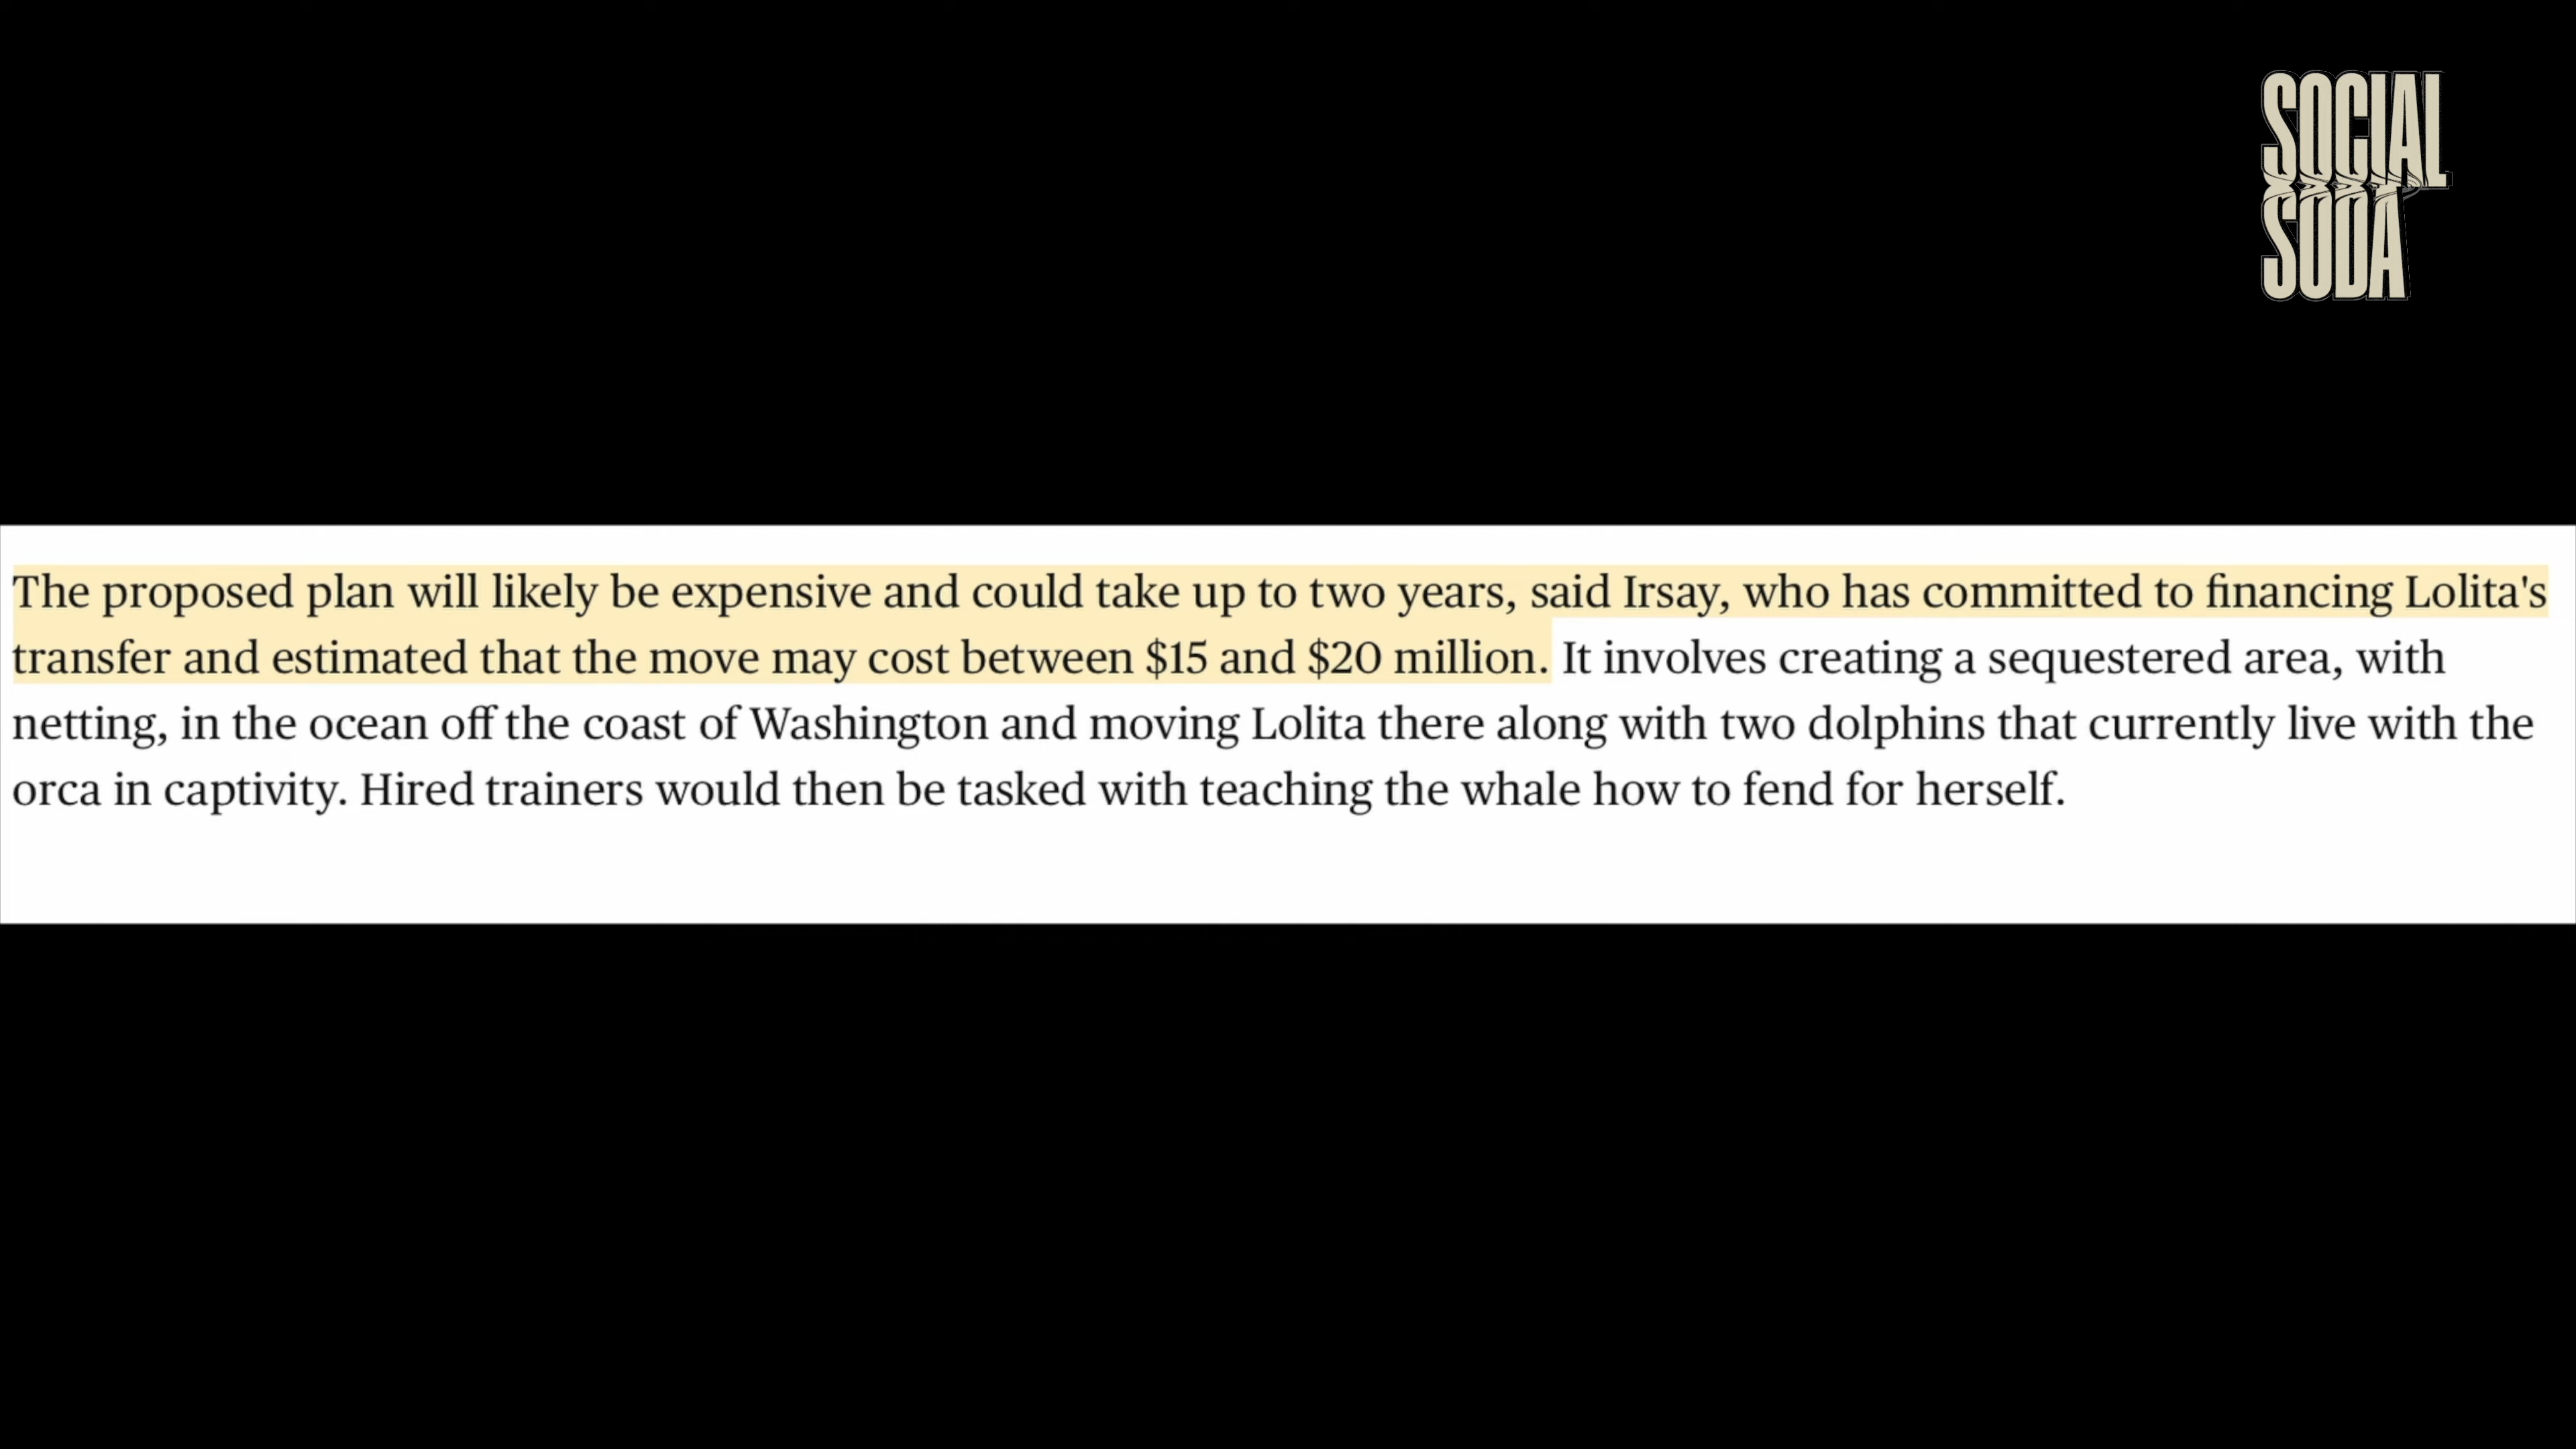 SOCIAL
SODA
The proposed plan will likely be expensive and could take up to two years, said Irsay, who has committed to financing Lolita's
transfer and estimated that the move may cost between $15 and $20 million. It involves creating a sequestered area, with
netting, in the ocean off the coast of Washington and moving Lolita there along with two dolphins that currently live with the
orca in captivity. Hired trainers would then be tasked with teaching the whale how to fend for herself.